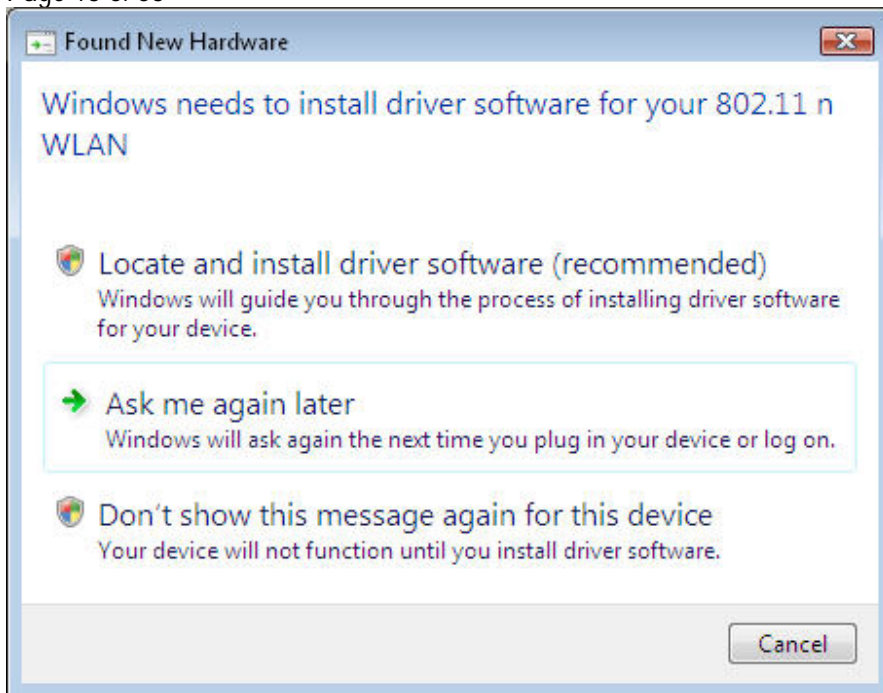 Found New Hardware
Windows needs to install driver software for your 802.11 n
WLAN
Locate and install driver software (recommended)
Windows will guide you through the process of installing driver software
for your device.
Ask me again later
Windows will ask again the next time you plug in your device or log on.
Don't show this message again for this device
Your device will not function until you install driver software.
Cancel